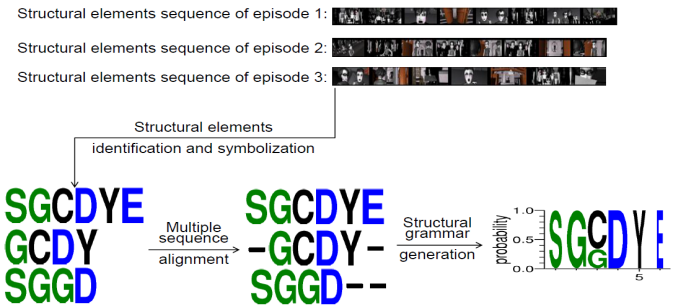 Structural elements sequence of episode 1:
Structural elements sequence of episode 2:
Structural elements sequence of episode 3:
Structural elements
identification and symbolization
SGCDYE
GCDY
SGGD
Multiple
sequence
alignment
SGCDYE
-GCDY-
SGGD--
Structural
grammar
generation
probability
1.0
0.5
0.0
SGCDYE
G
5